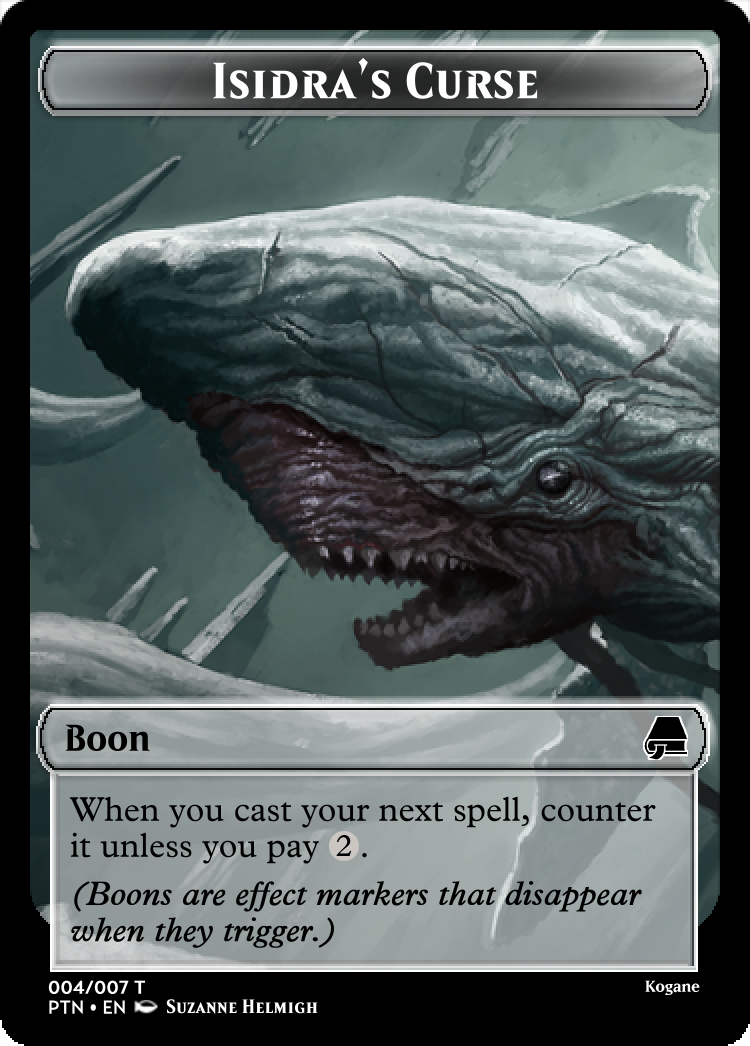 Isidra's Curse
Boon
When you cast your next spell, counter
it unless you pay 2.
(Boons are effect markers that disappear
when they trigger.)
004/007 T
Kogane
PTN • EN Suzanne Helmigh